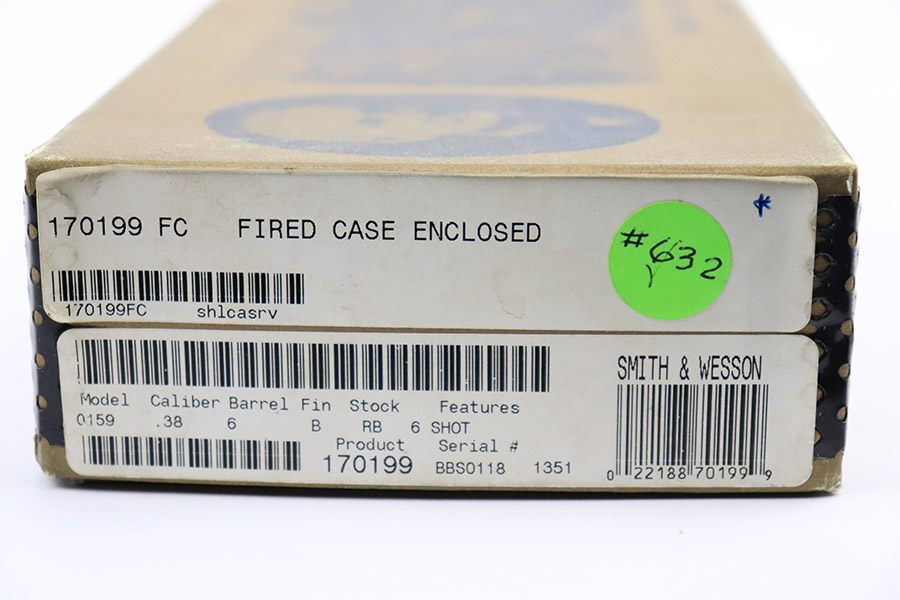 170199 FC FIRED CASE ENCLOSED
#632
170199FC shlcasrv
SMITH & WESSON
Model Caliber Barrel Fin Stock Features
0159 .38 6 B RB 6 SHOT
Product Serial #
170199 BBS0118 1351
0 22188 70199 9